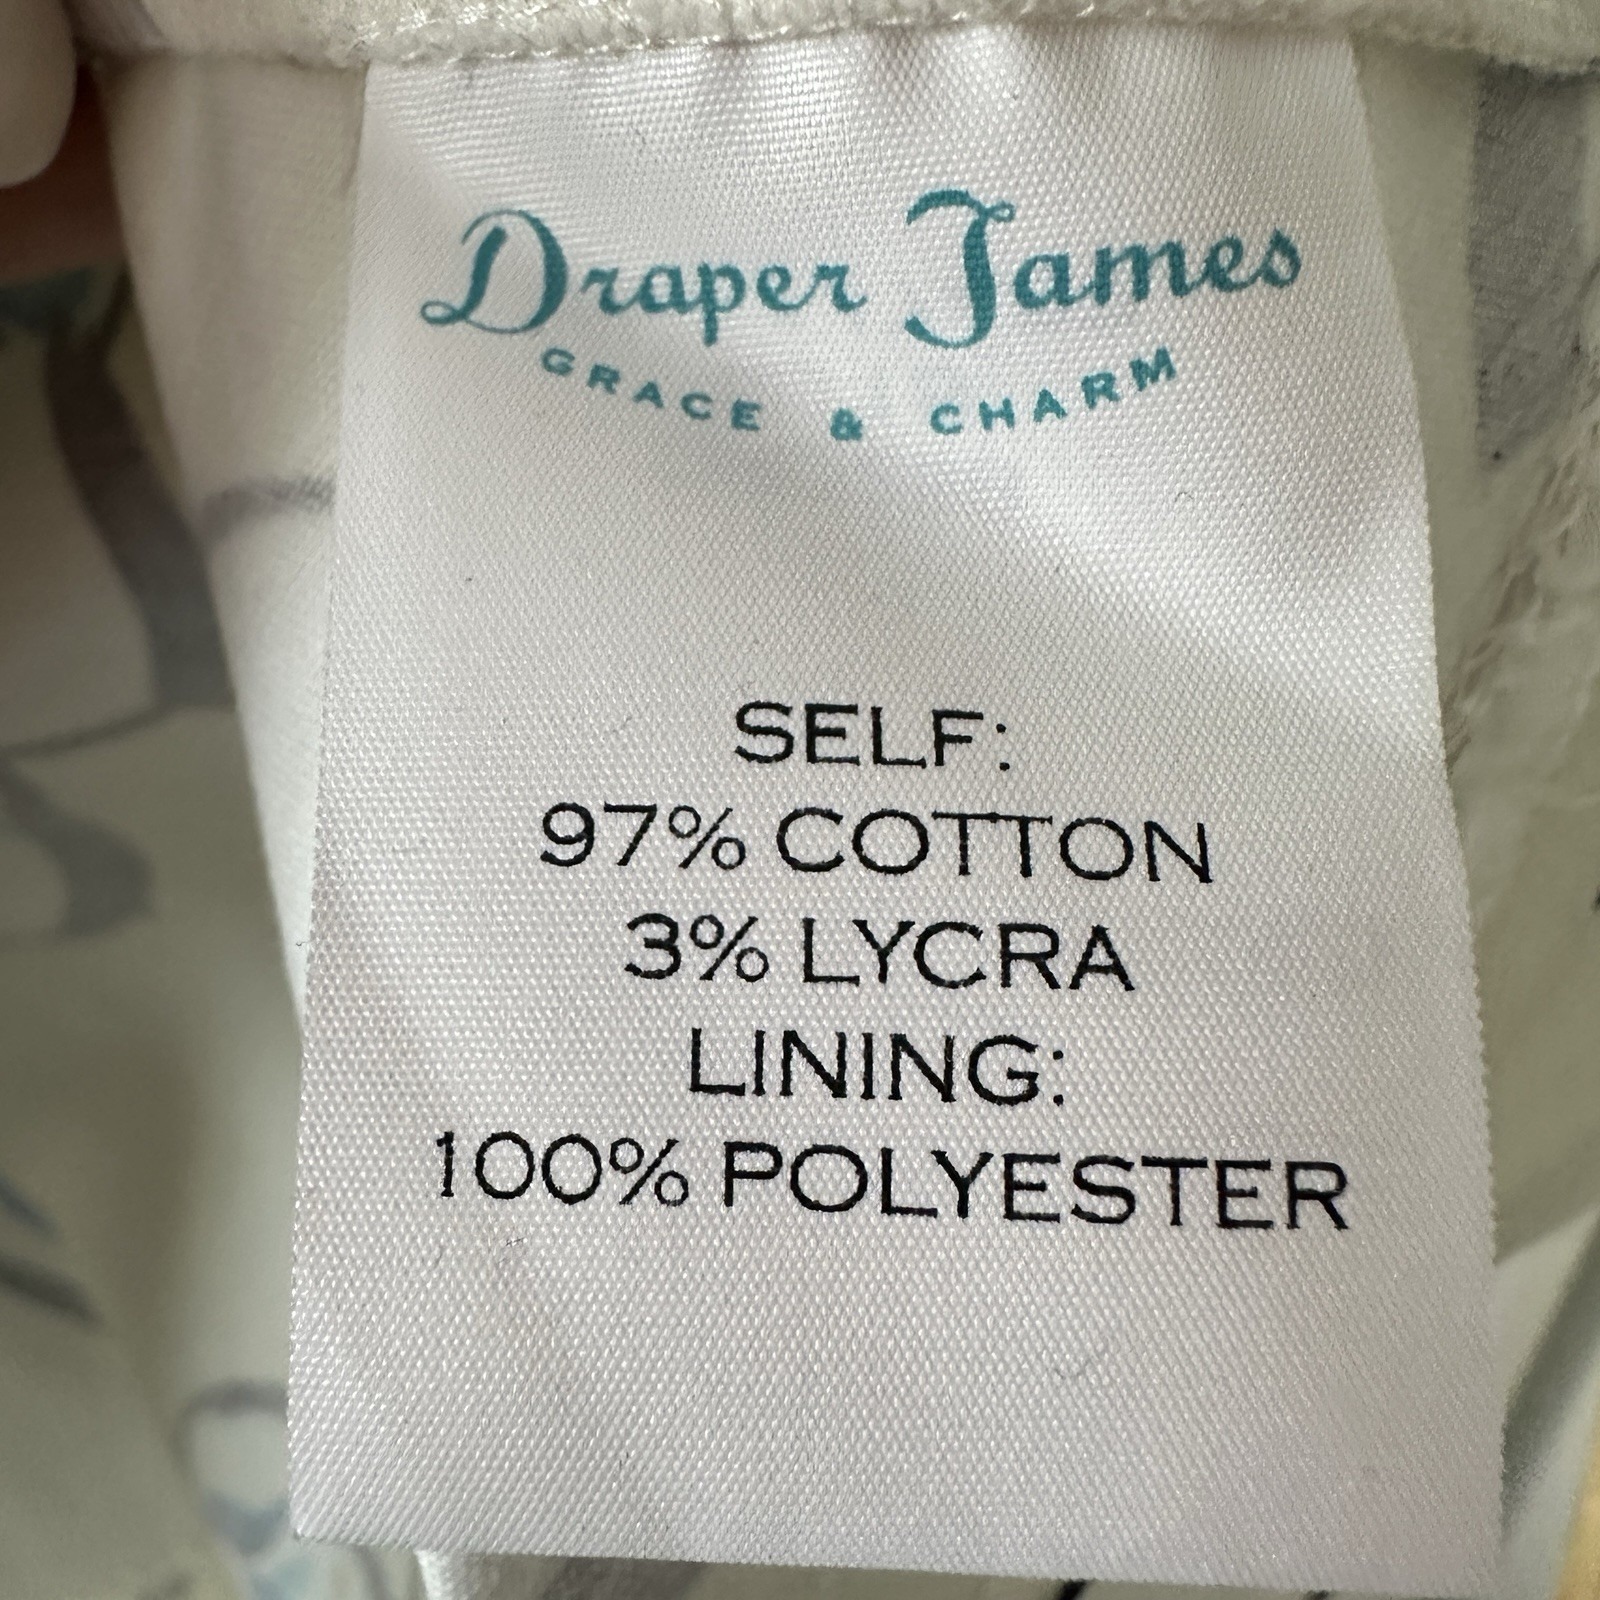 Draper James
GRACE & CHARM
SELF:
97% COTTON
3% LYCRA
LINING:
100% POLYESTER